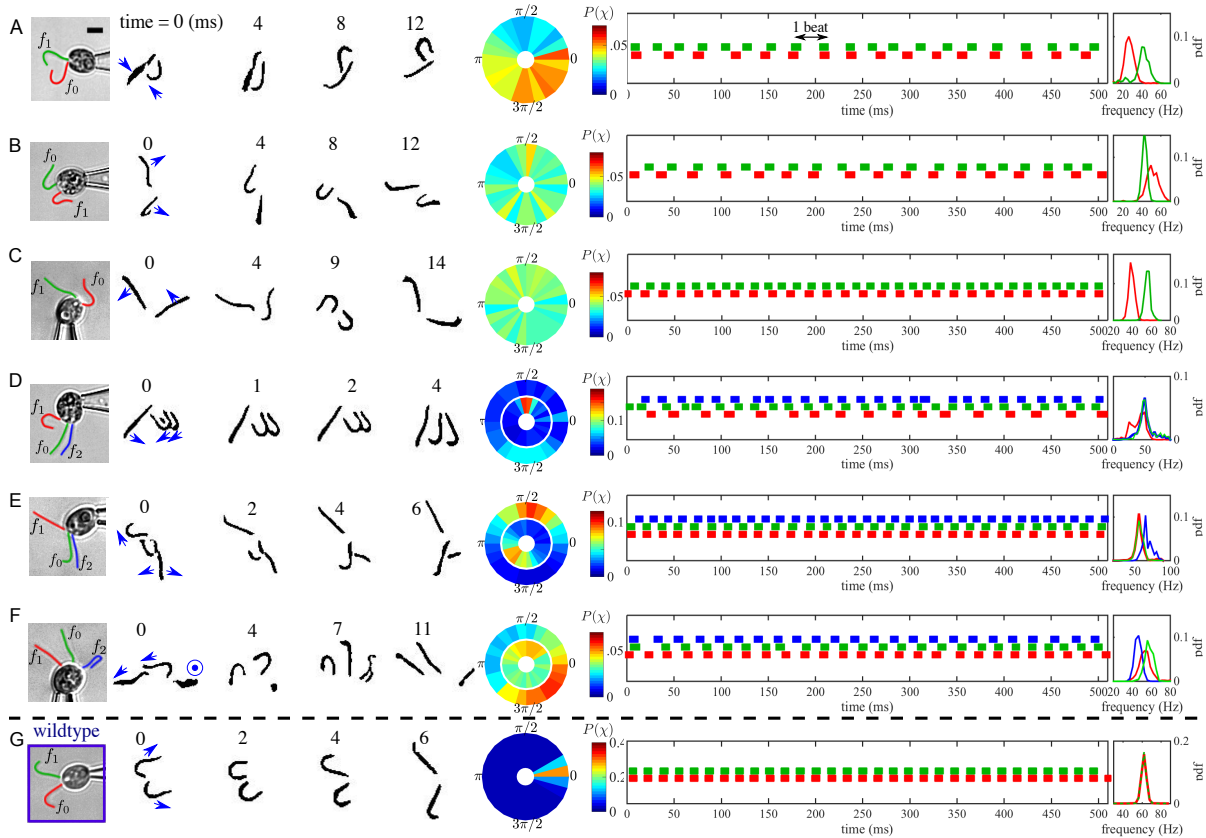 A
time = 0 (ms) 4 8 12
f1
f0
π/2
π 0
3π/2
P(χ)
.05
0
1 beat
0 50 100 150 200 250 300 350 400 450 500
time (ms)
0.1
0
pdf
20 40 60
frequency (Hz)
B
0 4 8 12
f0
f1
π/2
π 0
3π/2
P(χ)
.05
0
0 50 100 150 200 250 300 350 400 450 500
time (ms)
0.1
0
pdf
20 40 60
frequency (Hz)
C
0 4 9 14
f1
f0
π/2
π 0
3π/2
P(χ)
.05
0
0 50 100 150 200 250 300 350 400 450 500
time (ms)
0.1
0
pdf
20 40 60 80
frequency (Hz)
D
0 1 2 4
f1
f0
f2
π/2
π 0
3π/2
P(χ)
0.1
0
0 50 100 150 200 250 300 350 400 450 500
time (ms)
0.1
0
pdf
0 50 100
frequency (Hz)
E
0 2 4 6
f1
f0
f2
π/2
π 0
3π/2
P(χ)
0.1
0
0 50 100 150 200 250 300 350 400 450 500
time (ms)
0.1
0
pdf
50 100
frequency (Hz)
F
0 4 7 11
f1
f0
f2
π/2
π 0
3π/2
P(χ)
.05
0
0 50 100 150 200 250 300 350 400 450 500
time (ms)
0.1
0
pdf
20 40 60 80
frequency (Hz)
G
wildtype
0 2 4 6
f1
f0
π/2
π 0
3π/2
P(χ)
0.4
0.2
0
0 50 100 150 200 250 300 350 400 450 500
time (ms)
0.2
0
pdf
20 40 60 80
frequency (Hz)